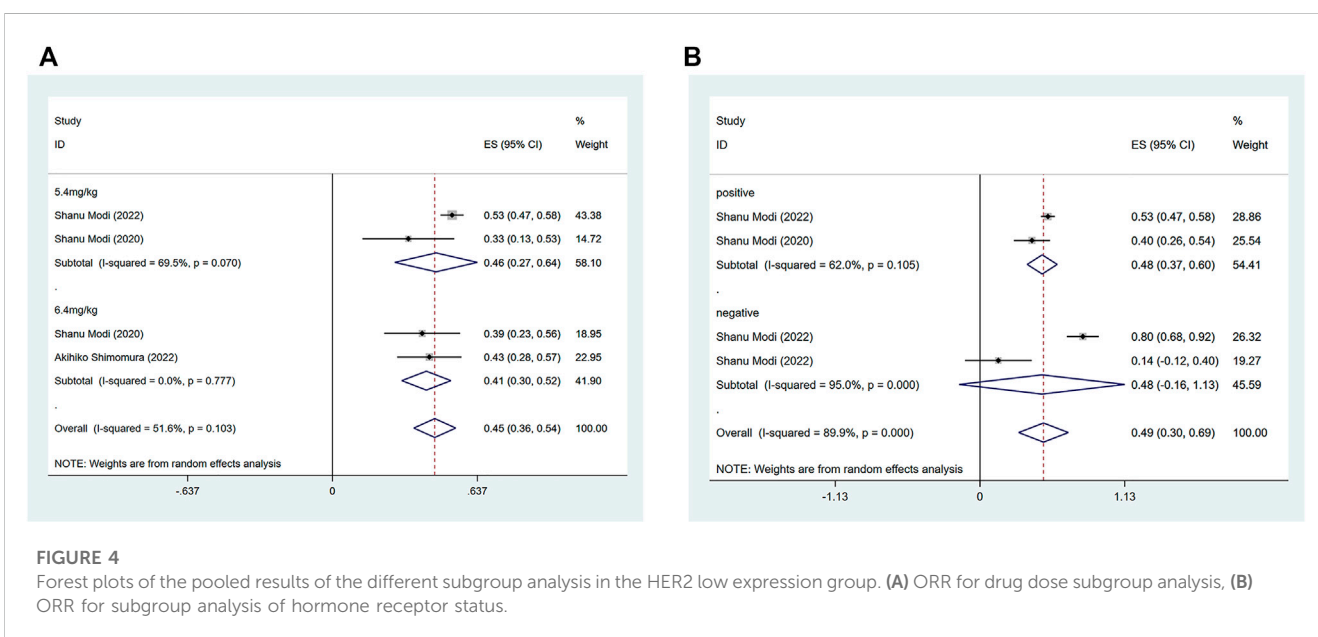 A
Study %
ID ES (95% CI) Weight
5.4mg/kg
Shanu Modi (2022) 0.53 (0.47, 0.58) 43.38
Shanu Modi (2020) 0.33 (0.13, 0.53) 14.72
Subtotal (I-squared = 69.5%, p = 0.070) 0.46 (0.27, 0.64) 58.10
.
6.4mg/kg
Shanu Modi (2020) 0.39 (0.23, 0.56) 18.95
Akihiko Shimomura (2022) 0.43 (0.28, 0.57) 22.95
Subtotal (I-squared = 0.0%, p = 0.777) 0.41 (0.30, 0.52) 41.90
.
Overall (I-squared = 51.6%, p = 0.103) 0.45 (0.36, 0.54) 100.00
NOTE: Weights are from random effects analysis
-.637 0 .637
B
Study %
ID ES (95% CI) Weight
positive
Shanu Modi (2022) 0.53 (0.47, 0.58) 28.86
Shanu Modi (2020) 0.40 (0.26, 0.54) 25.54
Subtotal (I-squared = 62.0%, p = 0.105) 0.48 (0.37, 0.60) 54.41
.
negative
Shanu Modi (2022) 0.80 (0.68, 0.92) 26.32
Shanu Modi (2022) 0.14 (-0.12, 0.40) 19.27
Subtotal (I-squared = 95.0%, p = 0.000) 0.48 (-0.16, 1.13) 45.59
.
Overall (I-squared = 89.9%, p = 0.000) 0.49 (0.30, 0.69) 100.00
NOTE: Weights are from random effects analysis
-1.13 0 1.13
FIGURE 4
Forest plots of the pooled results of the different subgroup analysis in the HER2 low expression group. (A) ORR for drug dose subgroup analysis, (B)
ORR for subgroup analysis of hormone receptor status.